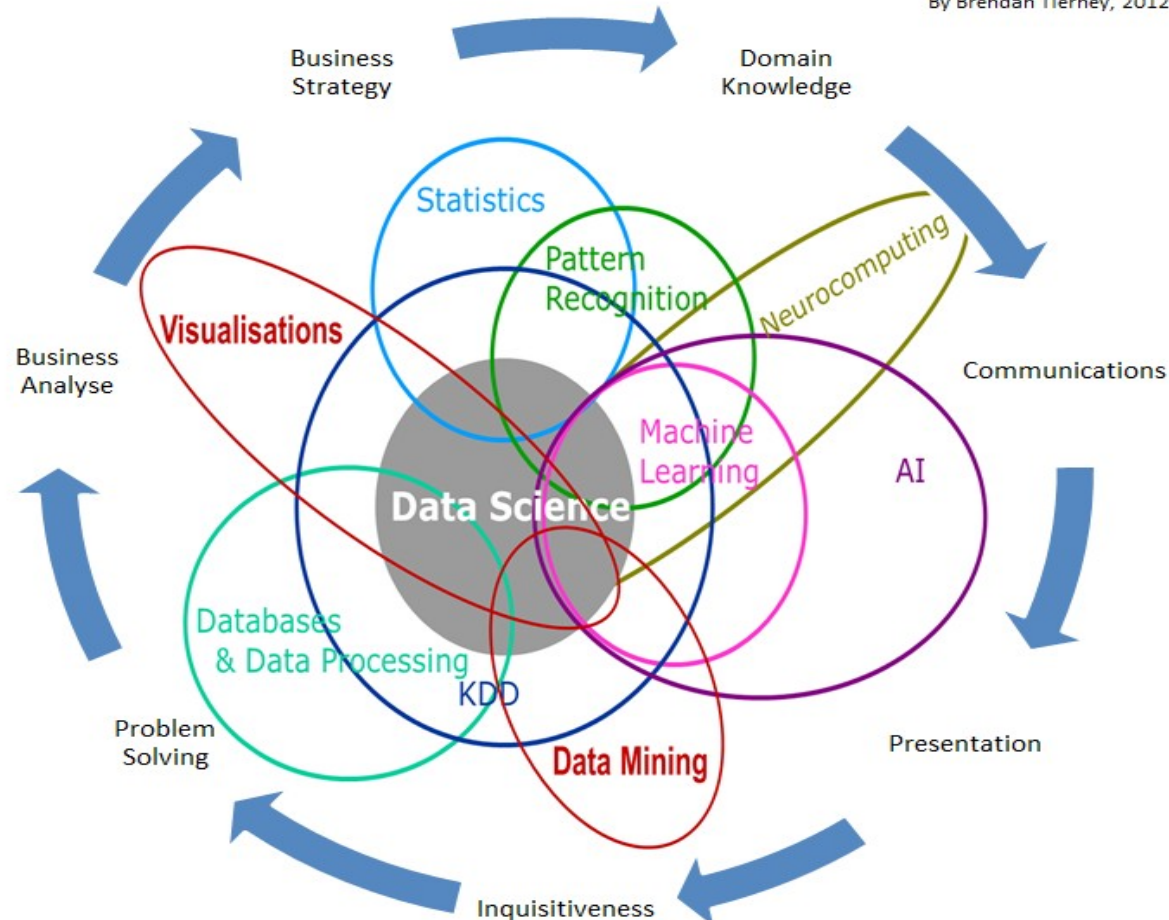 By Brendan Tierney, 2012
Business
Strategy
Domain
Knowledge
Statistics
Pattern
Recognition
Neurocomputing
Visualisations
Business
Analyse
Communications
Machine
Learning
AI
Data Science
Databases
& Data Processing
KDD
Problem
Solving
Data Mining
Presentation
Inquisitiveness